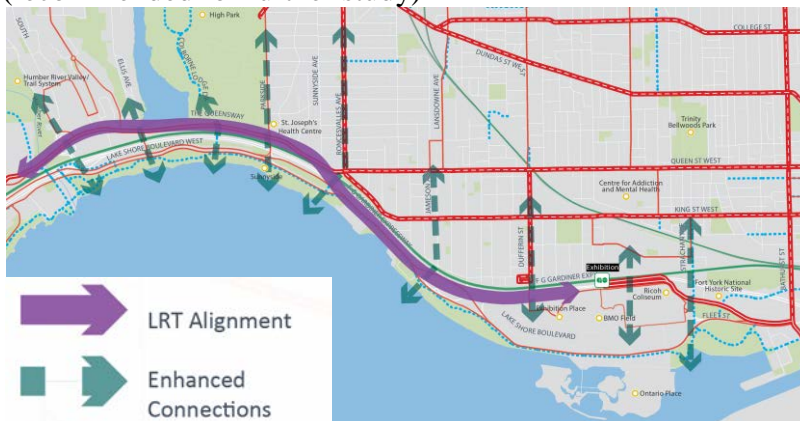 High Park
COLLEGE ST
DUNDAS ST WEST
SOUTH
ELLIS AVE
Humber River Valley/
Trail System
THE QUEENSWAY
PARKSIDE
SUNNYSIDE AVE
RONCESVALLES AVE
LANSDOWNE AVE
St. Joseph's
Health Centre
Trinity
Bellwoods Park
LAKE SHORE BOULEVARD WEST
QUEEN ST WEST
Sunnyside
Centre for Addiction
and Mental Health
JAMESON
KING ST WEST
DUFFERIN ST
STRACHAN AVE
BATHURST ST
Exhibition
GO
F G GARDINER EXP
Fort York National
Historic Site
Ricoh
Coliseum
FLEET ST
Exhibition Place
BMO Field
LAKE SHORE BOULEVARD
Ontario Place
LRT Alignment
Enhanced
Connections